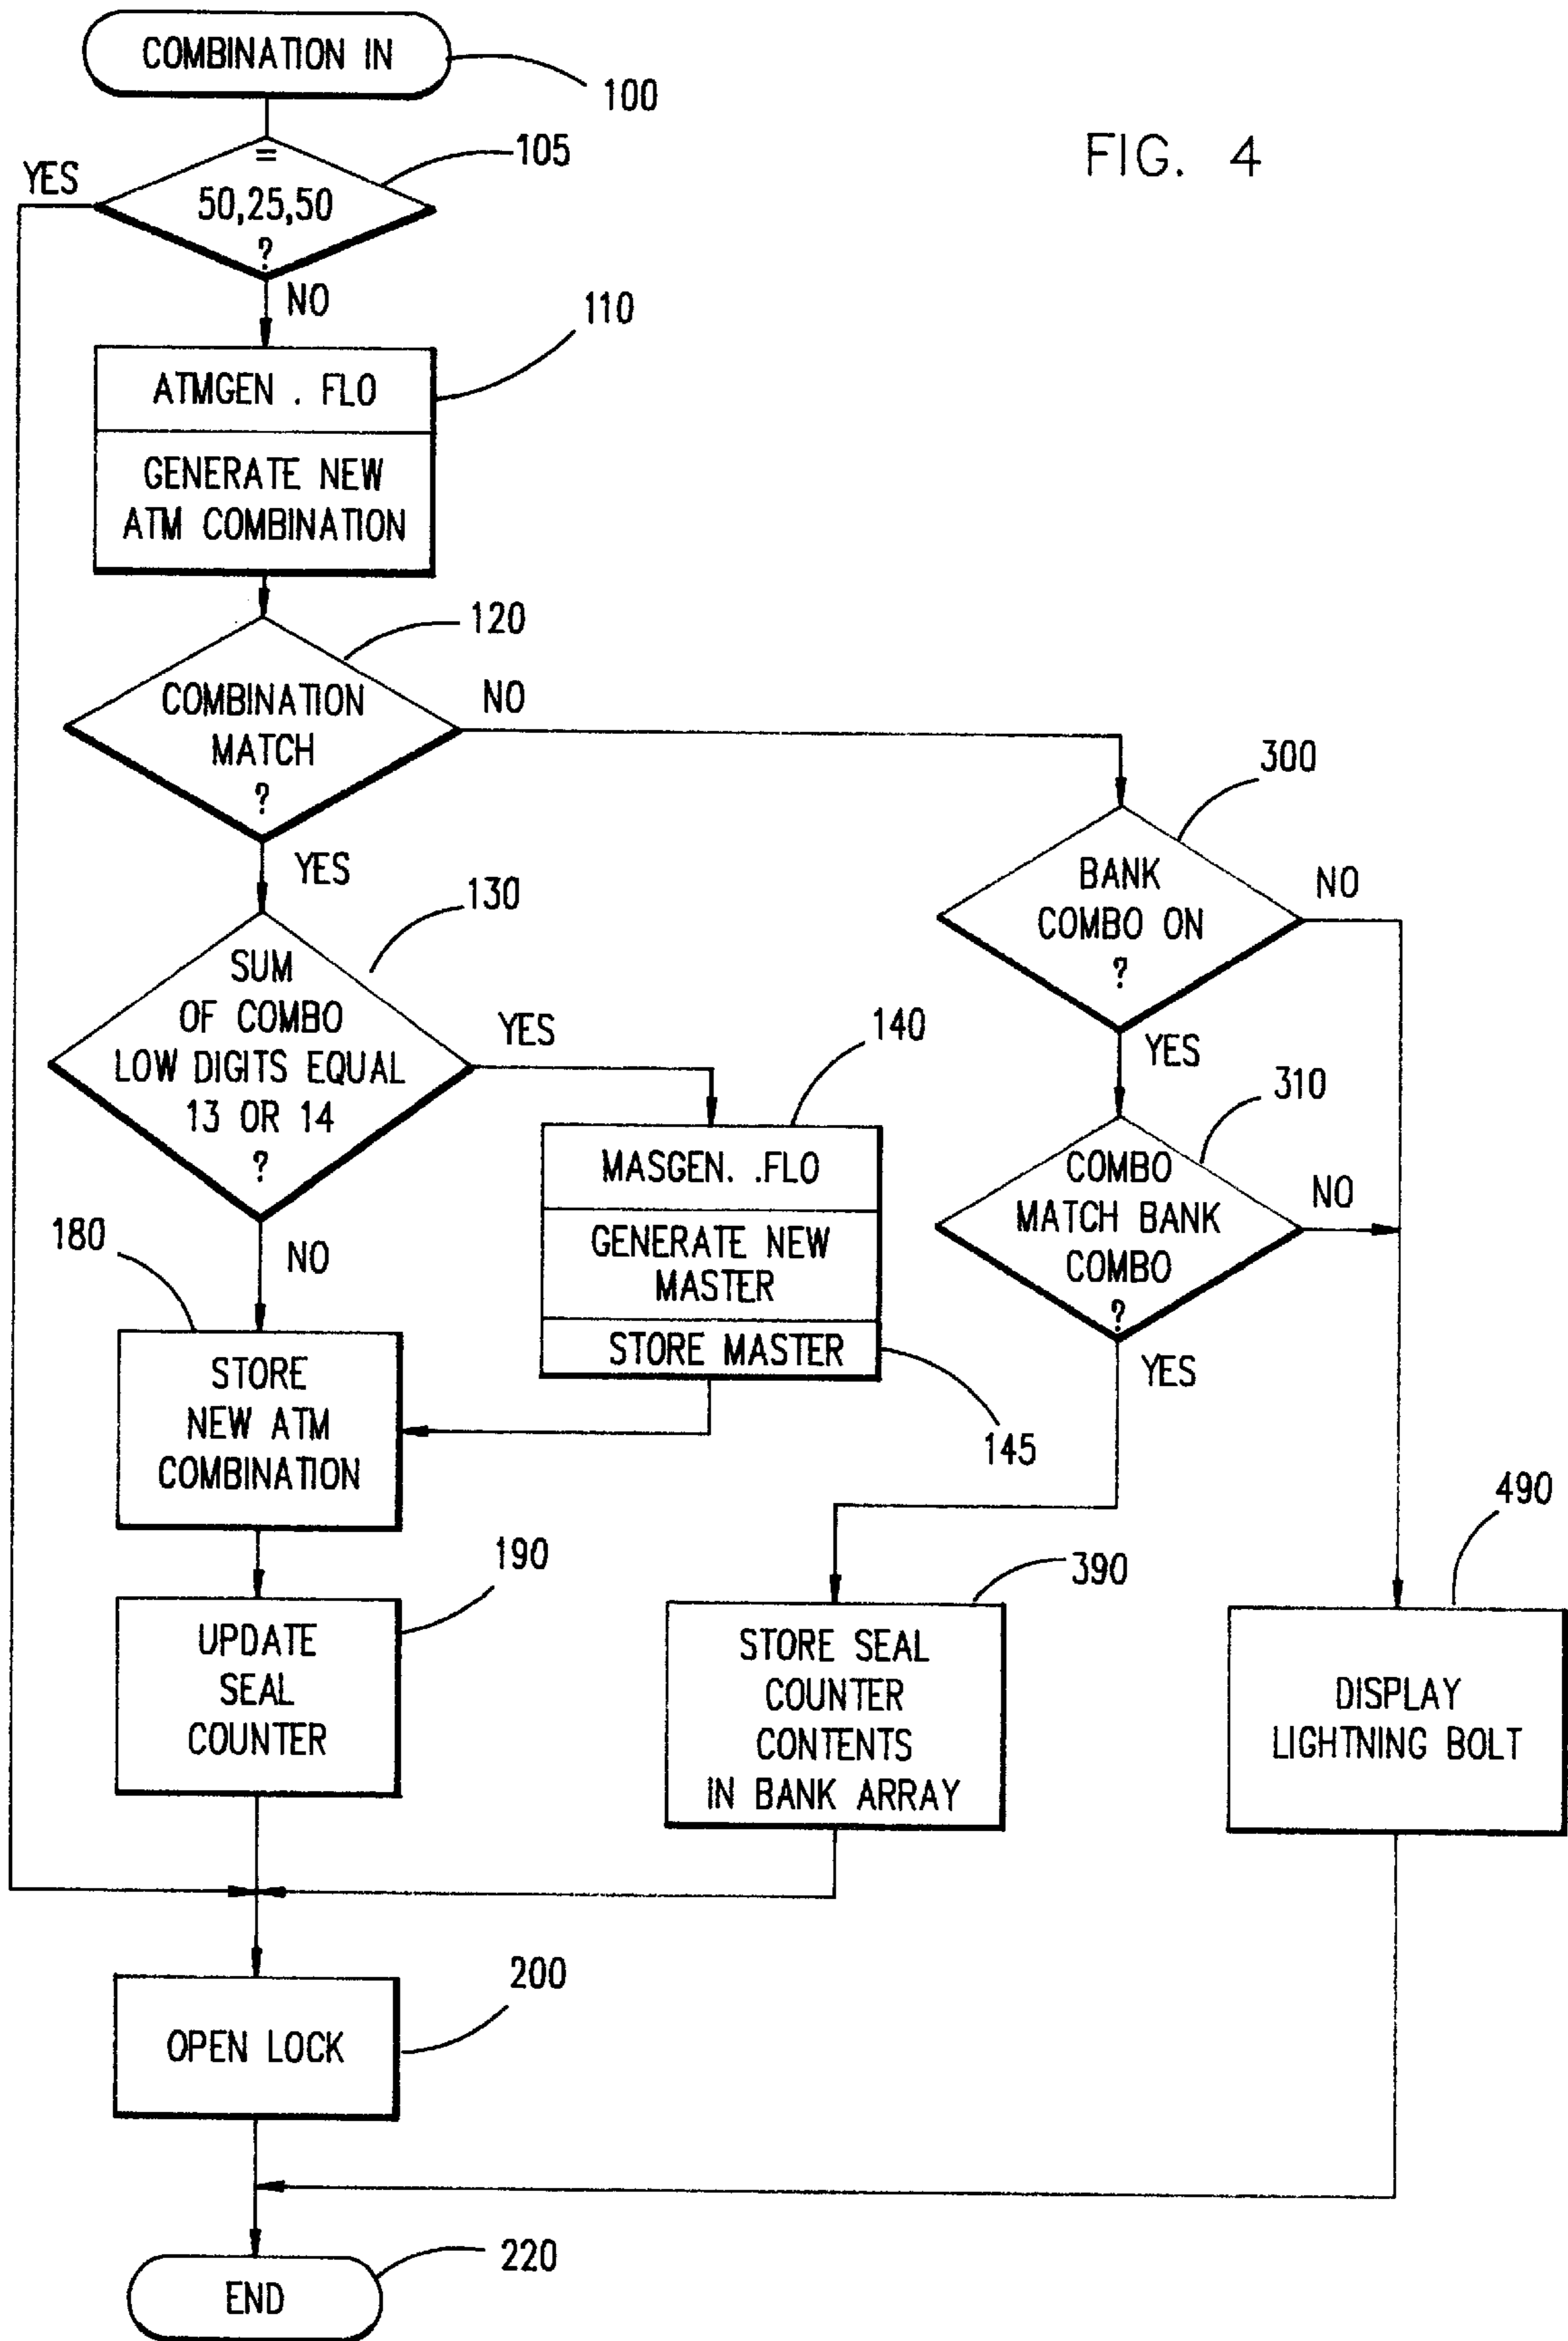 FIG. 4
COMBINATION IN
100
=
50,25,50
?
105
YES
NO
110
ATMGEN . FLO
GENERATE NEW
ATM COMBINATION
120
COMBINATION
MATCH
?
NO
YES
130
SUM
OF COMBO
LOW DIGITS EQUAL
13 OR 14
?
YES
NO
140
MASGEN. .FLO
GENERATE NEW
MASTER
STORE MASTER
145
180
STORE
NEW ATM
COMBINATION
190
UPDATE
SEAL
COUNTER
300
BANK
COMBO ON
?
NO
YES
310
COMBO
MATCH BANK
COMBO
?
NO
YES
390
STORE SEAL
COUNTER
CONTENTS
IN BANK ARRAY
490
DISPLAY
LIGHTNING BOLT
200
OPEN LOCK
220
END